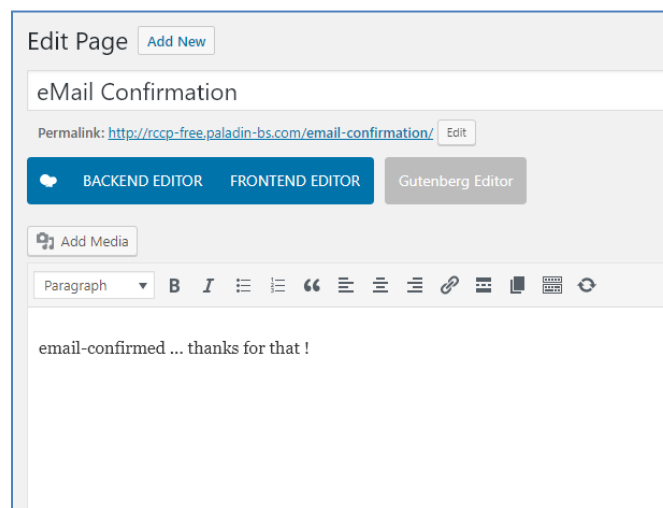 Edit Page Add New
eMail Confirmation
Permalink: http://rccp-free.paladin-bs.com/email-confirmation/ Edit
BACKEND EDITOR FRONTEND EDITOR Gutenberg Editor
Add Media
Paragraph B I
email-confirmed ... thanks for that !